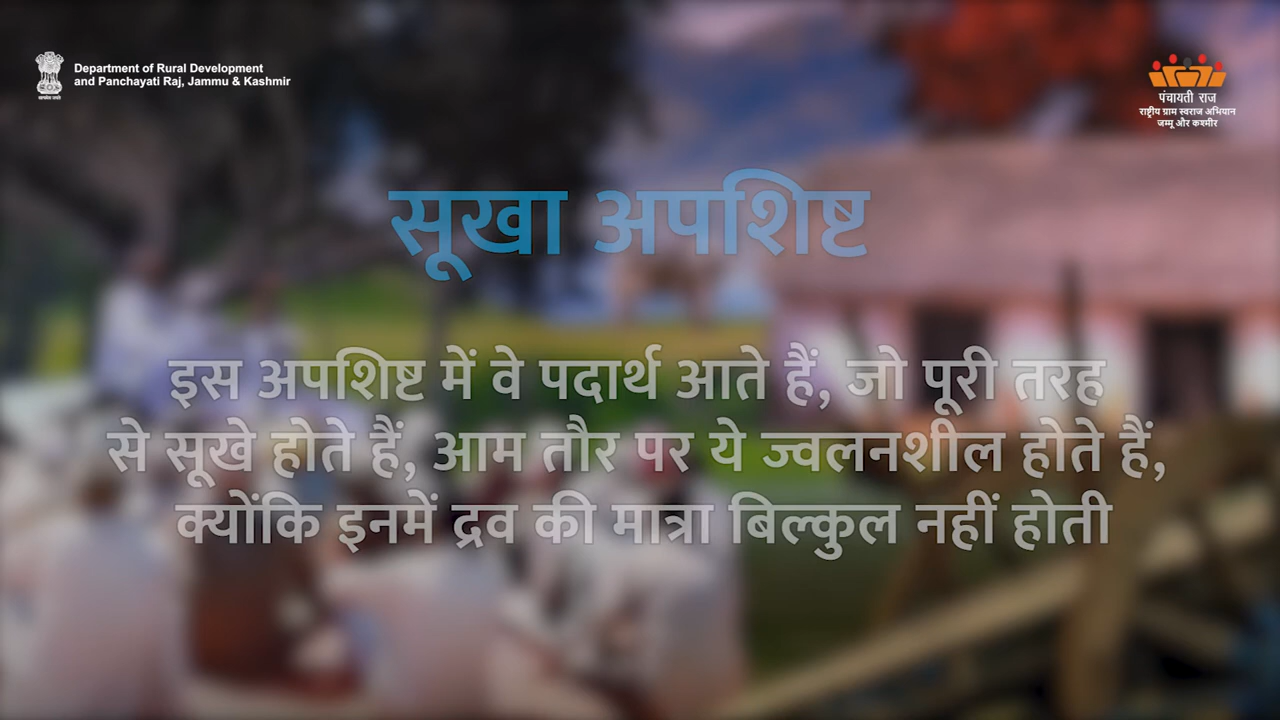 Department of Rural Development
and Panchayati Raj, Jammu & Kashmir
पंचायती राज
राष्ट्रीय ग्राम स्वराज अभियान
जम्मू और कश्मीर
सूखा अपशिष्ट
इस अपशिष्ट में वे पदार्थ आते हैं, जो पूरी तरह
से सूखे होते हैं, आम तौर पर ये ज्वलनशील होते हैं,
क्योंकि इनमें द्रव की मात्रा बिल्कुल नहीं होती